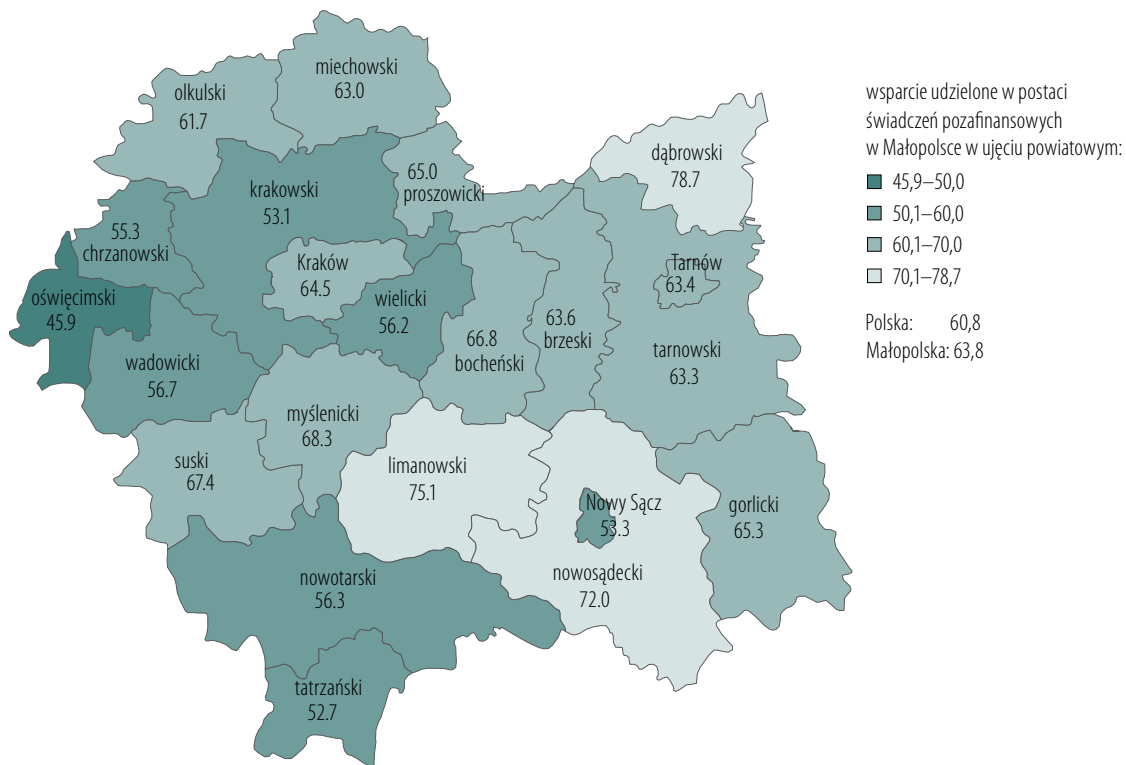 miechowski
63.0
olkulski
61.7
dąbrowski
78.7
65.0
proszowicki
krakowski
53.1
55.3
chrzanowski
Kraków
64.5
Tarnów
63.4
oświęcimski
45.9
wielicki
56.2
63.6
brzeski
66.8
bocheński
tarnowski
63.3
wadowicki
56.7
myślenicki
68.3
suski
67.4
limanowski
75.1
Nowy Sącz
53.3
gorlicki
65.3
nowosądecki
72.0
nowotarski
56.3
tatrzański
52.7
wsparcie udzielone w postaci
świadczeń pozafinansowych
w Małopolsce w ujęciu powiatowym:
45,9–50,0
50,1–60,0
60,1–70,0
70,1–78,7
Polska: 60,8
Małopolska: 63,8